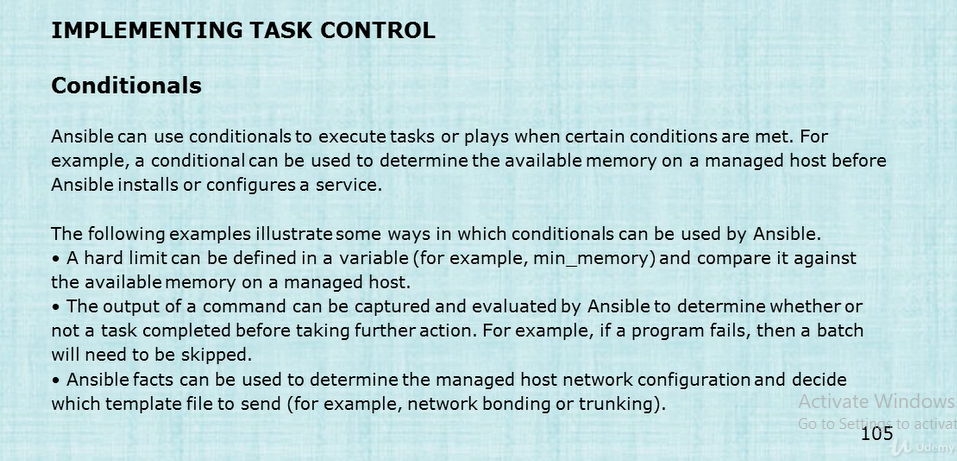 IMPLEMENTING TASK CONTROL
Conditionals
Ansible can use conditionals to execute tasks or plays when certain conditions are met. For
example, a conditional can be used to determine the available memory on a managed host before
Ansible installs or configures a service.
The following examples illustrate some ways in which conditionals can be used by Ansible.
• A hard limit can be defined in a variable (for example, min_memory) and compare it against
the available memory on a managed host.
• The output of a command can be captured and evaluated by Ansible to determine whether or
not a task completed before taking further action. For example, if a program fails, then a batch
will need to be skipped.
• Ansible facts can be used to determine the managed host network configuration and decide
which template file to send (for example, network bonding or trunking).
Activate Windows
Go to Settings to activat
105
Udemy